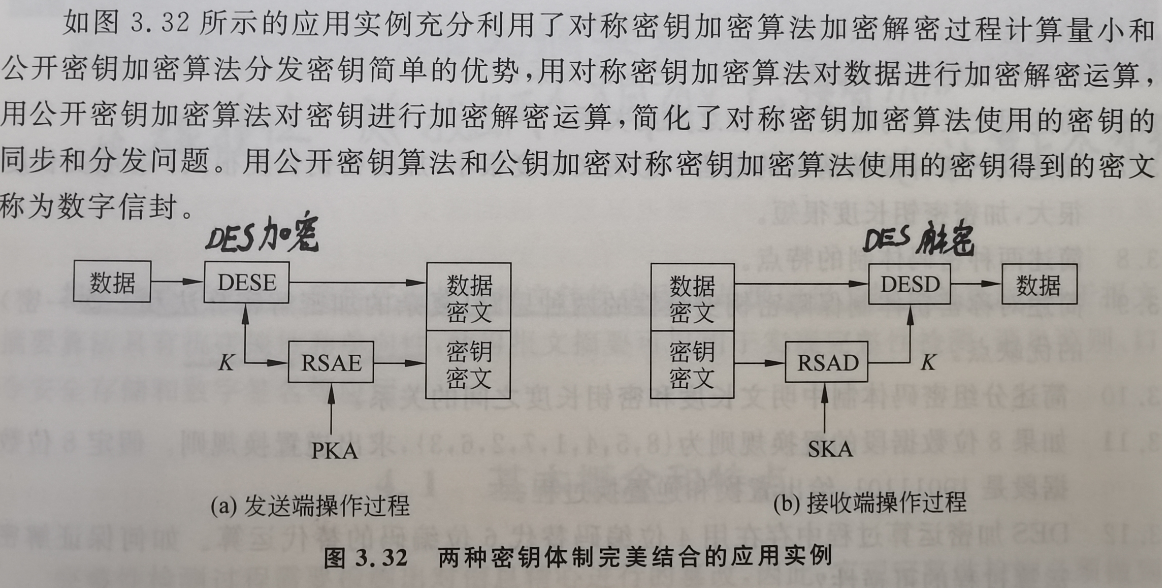 如图 3.32 所示的应用实例充分利用了对称密钥加密算法加密解密过程计算量小和
公开密钥加密算法分发密钥简单的优势,用对称密钥加密算法对数据进行加密解密运算,
用公开密钥加密算法对密钥进行加密解密运算,简化了对称密钥加密算法使用的密钥的
同步和分发问题。用公开密钥算法和公钥加密对称密钥加密算法使用的密钥得到的密文
称为数字信封。
DES加密
DES 解密
数据
DESE
数据
密文
K
RSAE
密钥
密文
PKA
数据
密文
DESD
数据
密钥
密文
RSAD
K
SKA
(a) 发送端操作过程
(b) 接收端操作过程
图 3.32 两种密钥体制完美结合的应用实例